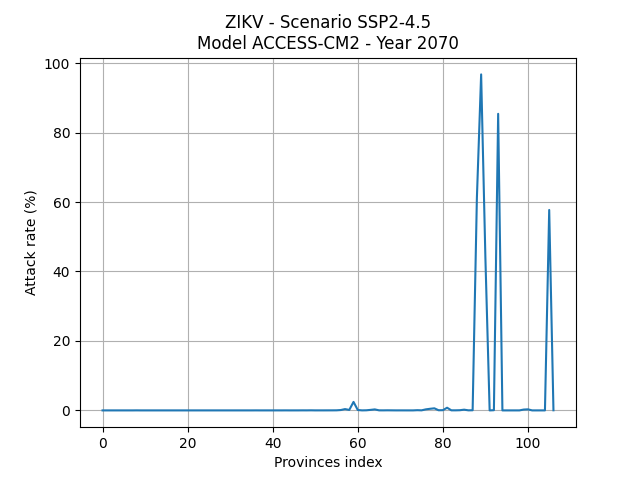 ZIKV - Scenario SSP2-4.5
Model ACCESS-CM2 - Year 2070
100
80
60
40
20
0
Attack rate (%)
0 20 40 60 80 100
Provinces index